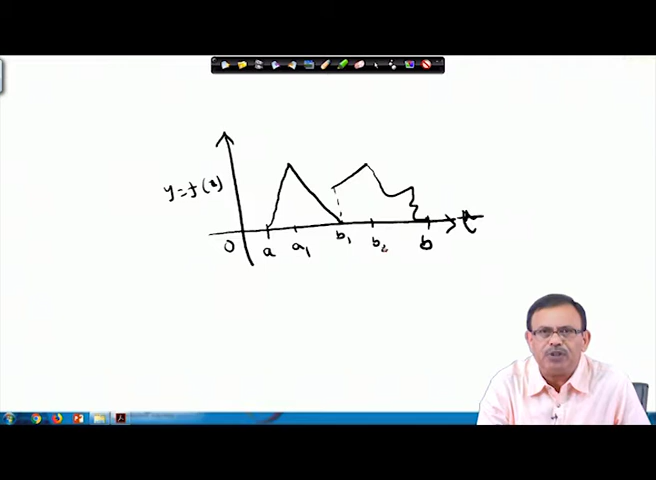 y=f(x)
0 a a₁ b₁ b₂ b t